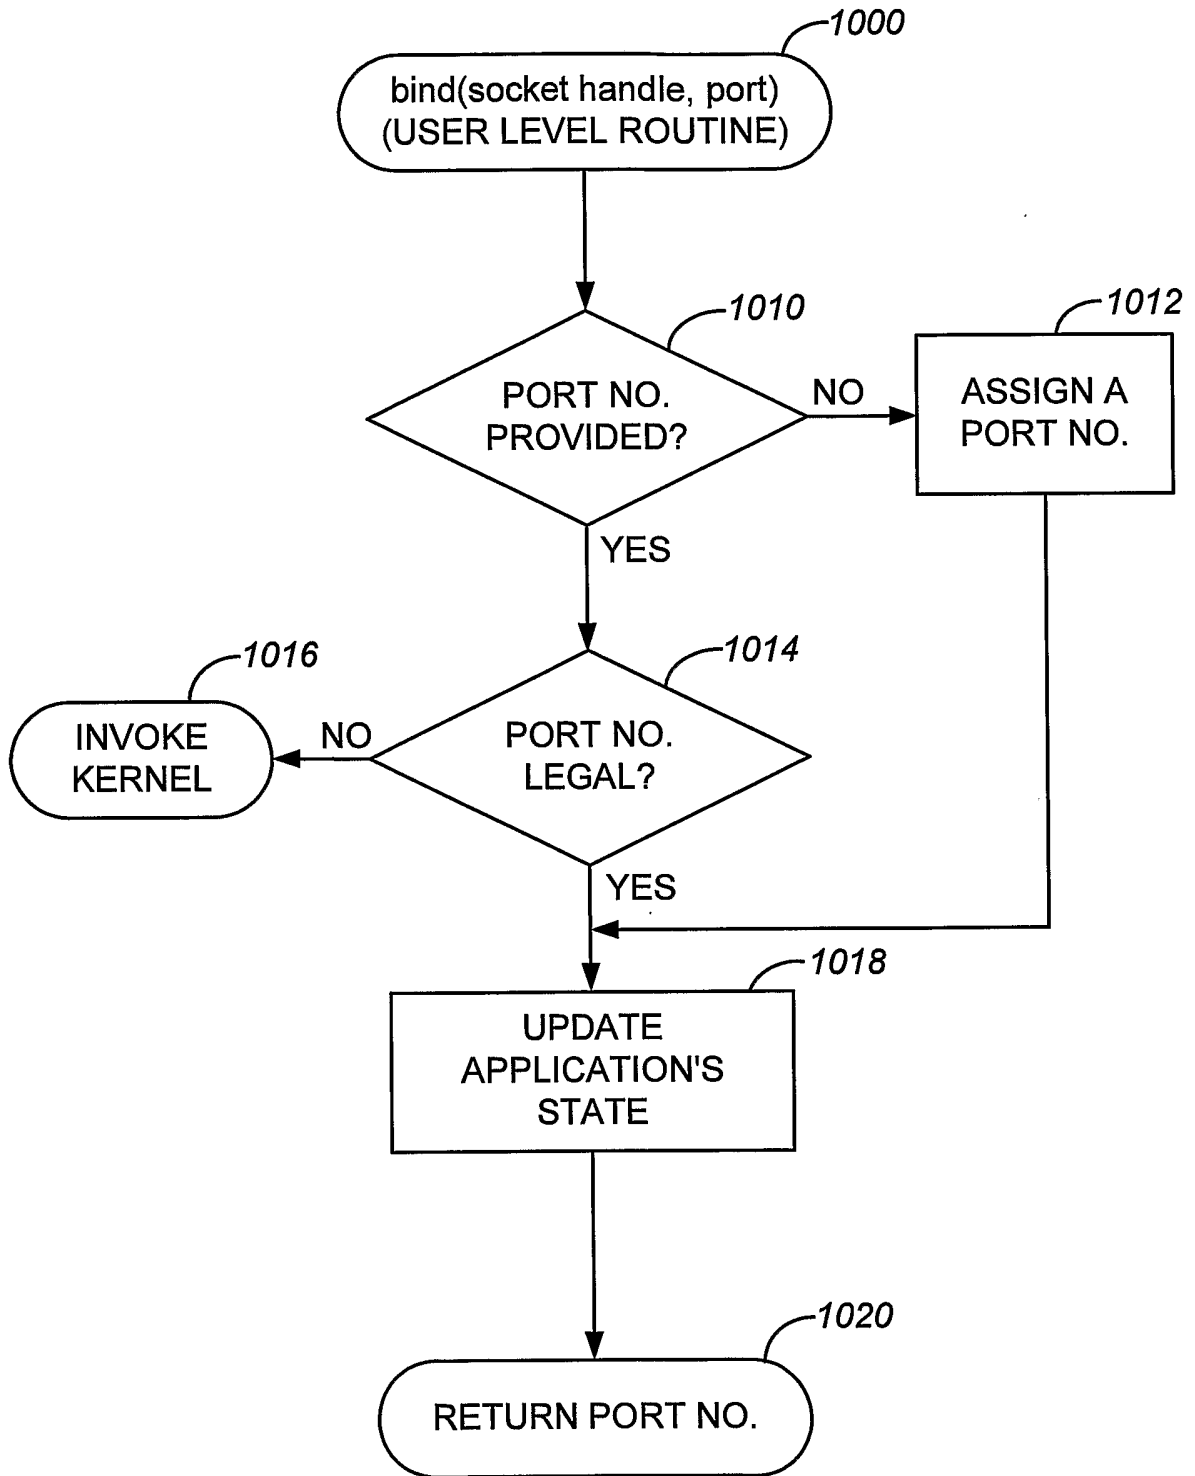 1000
bind(socket handle, port)
(USER LEVEL ROUTINE)
1010
PORT NO.
PROVIDED?
NO
1012
ASSIGN A
PORT NO.
YES
1014
PORT NO.
LEGAL?
NO
1016
INVOKE
KERNEL
YES
1018
UPDATE
APPLICATION'S
STATE
1020
RETURN PORT NO.